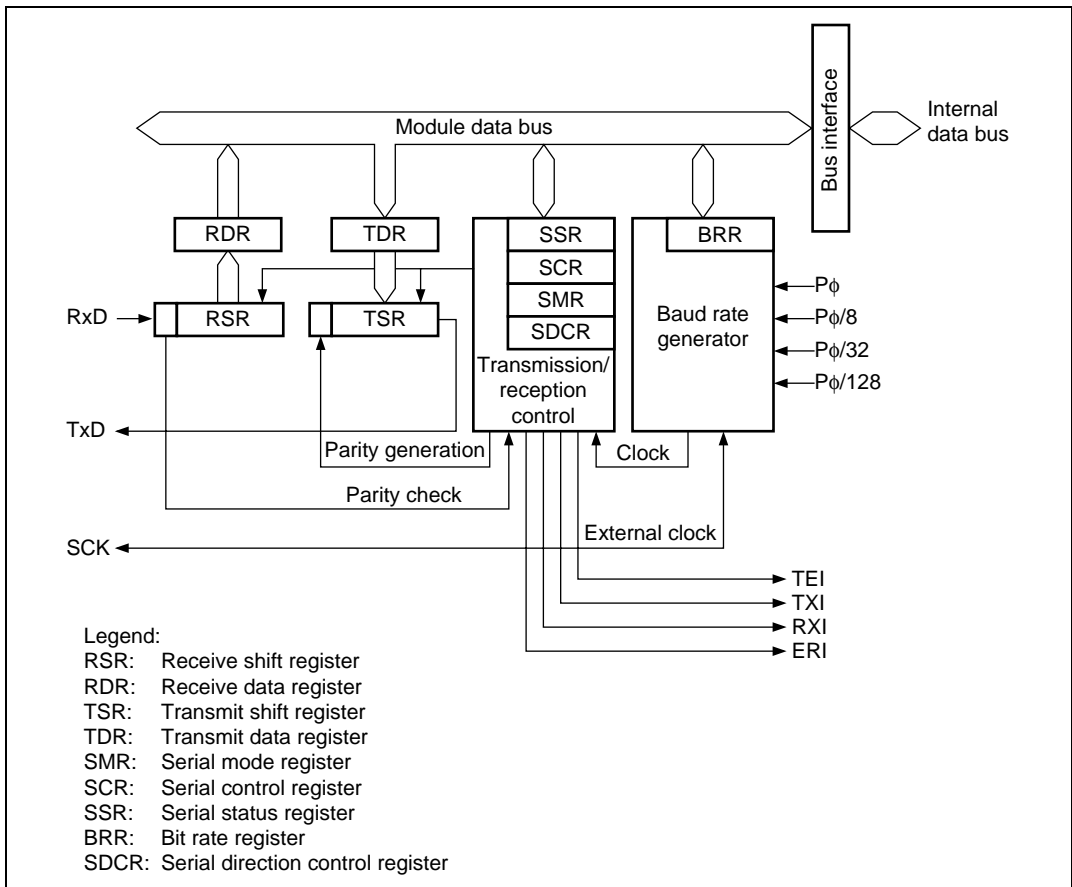 Bus interface
Internal
data bus
Module data bus
RDR
TDR
SSR
BRR
SCR
SMR
SDCR
RSR
TSR
RxD
Transmission/
reception
control
Baud rate
generator
Pϕ
Pϕ/8
Pϕ/32
Pϕ/128
TxD
Parity generation
Clock
Parity check
External clock
SCK
TEI
TXI
RXI
ERI
Legend:
RSR: Receive shift register
RDR: Receive data register
TSR: Transmit shift register
TDR: Transmit data register
SMR: Serial mode register
SCR: Serial control register
SSR: Serial status register
BRR: Bit rate register
SDCR: Serial direction control register